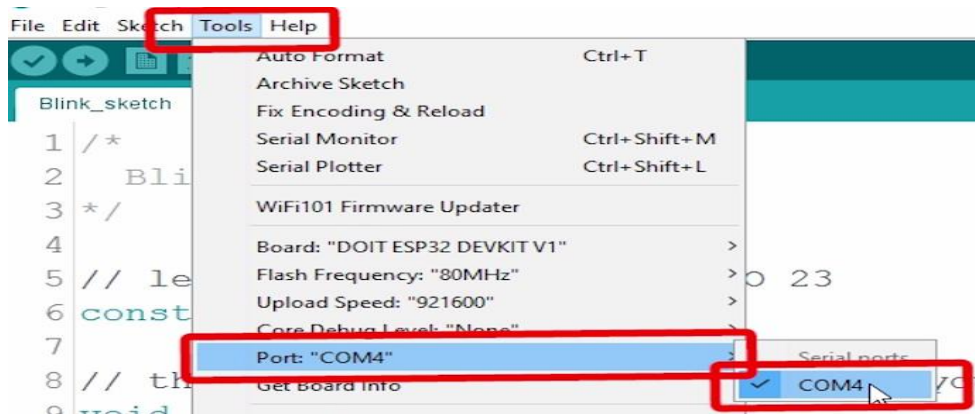 File Edit Sketch Tools Help
Auto Format Ctrl+T
Archive Sketch
Blink_sketch
Fix Encoding & Reload
1 /*
Serial Monitor Ctrl+Shift+M
2 Bli
Serial Plotter Ctrl+Shift+L
3 */
WiFi101 Firmware Updater
4
Board: "DOIT ESP32 DEVKIT V1" >
5 // le
Flash Frequency: "80MHz" >
O 23
Upload Speed: "921600" >
6 const
Core Debug Level: "None"
7
Port: "COM4"
Serial ports
8 // th
Get Board Info
COM4
9 void